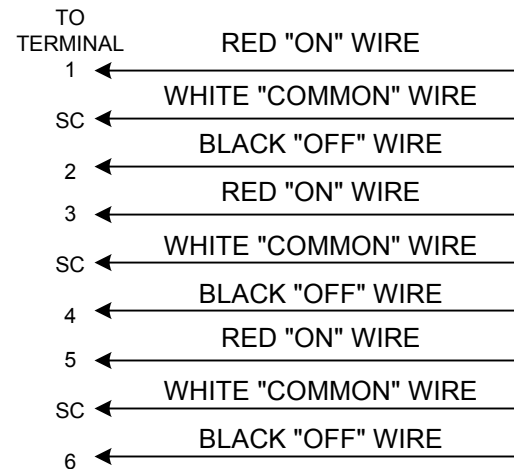 TO
TERMINAL
RED "ON" WIRE
1
WHITE "COMMON" WIRE
SC
BLACK "OFF" WIRE
2
RED "ON" WIRE
3
WHITE "COMMON" WIRE
SC
BLACK "OFF" WIRE
4
RED "ON" WIRE
5
WHITE "COMMON" WIRE
SC
BLACK "OFF" WIRE
6